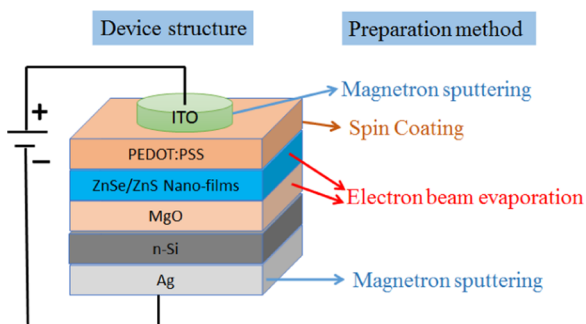 Device structure
Preparation method
ITO
Magnetron sputtering
+
Spin Coating
PEDOT:PSS
−
ZnSe/ZnS Nano-films
Electron beam evaporation
MgO
n-Si
Ag
Magnetron sputtering